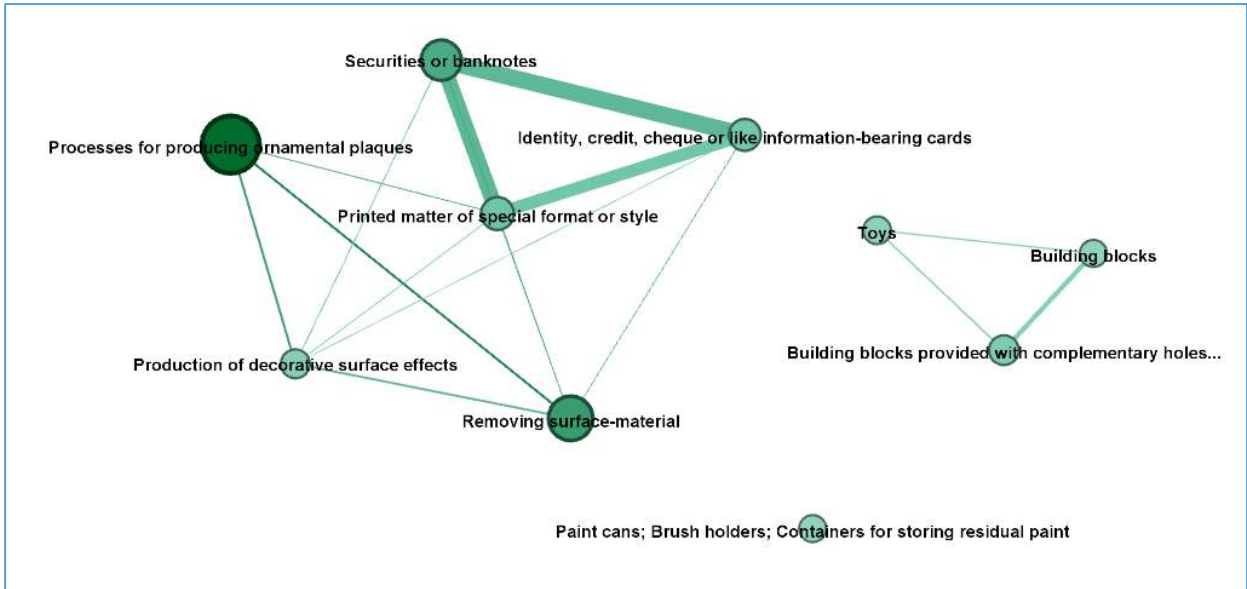 Securities or banknotes
Identity, credit, cheque or like information-bearing cards
Processes for producing ornamental plaques
Printed matter of special format or style
Toys
Building blocks
Building blocks provided with complementary holes...
Production of decorative surface effects
Removing surface-material
Paint cans; Brush holders; Containers for storing residual paint